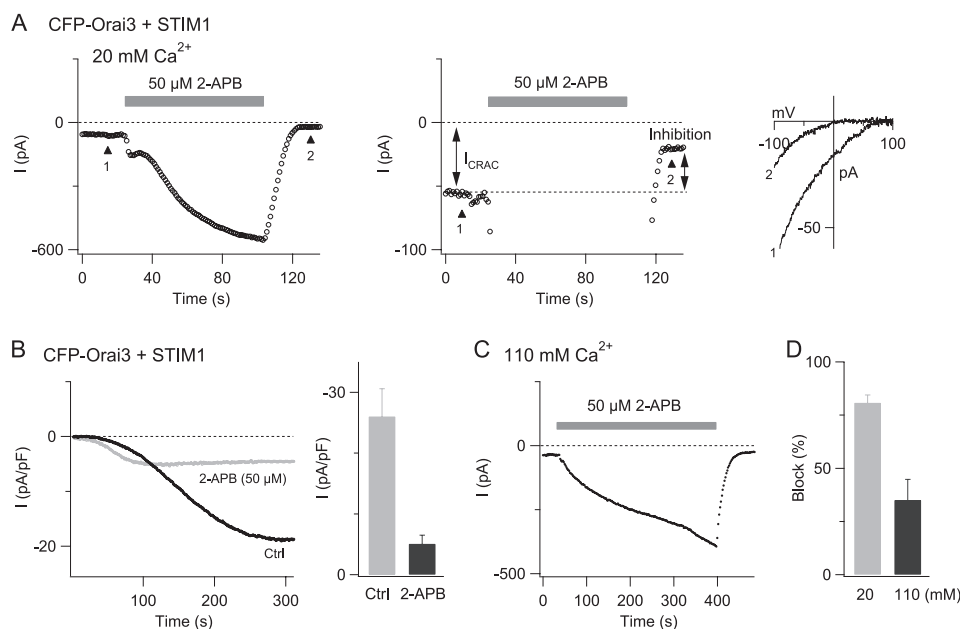 A CFP-Orai3 + STIM1
20 mM Ca2+
50 µM 2-APB
0
I (pA)
-600
1
2
0 40 80 120
Time (s)
50 µM 2-APB
0
I (pA)
-100
ICRAC
Inhibition
1
2
0 40 80 120
Time (s)
mV
-100
100
pA
-50
2
1
B CFP-Orai3 + STIM1
0
I (pA/pF)
-20
2-APB (50 µM)
Ctrl
100 200 300
Time (s)
-30
I (pA/pF)
0
Ctrl 2-APB
C 110 mM Ca2+
50 µM 2-APB
0
I (pA)
-500
0 100 200 300 400
Time (s)
D
100
Block (%)
50
0
20 110 (mM)